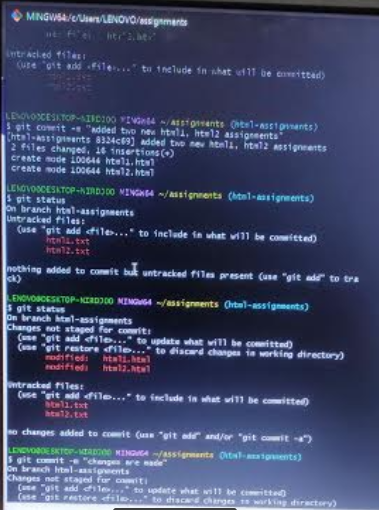 MINGW64:/c/Users/LENOVO/assignments
Untracked files:
(use "git add <file>..." to include in what will be committed)
LENOVO@DESKTOP-NIRDJOO MINGW64 ~/assignments (html-assignments)
$ git commit -m "added two new html1, html2 assignments"
[html-assignments 8324c69] added two new html1, html2 assignments
2 files changed, 16 insertions(+)
create mode 100644 html1.html
create mode 100644 html2.html
LENOVO@DESKTOP-NIRDJOO MINGW64 ~/assignments (html-assignments)
$ git status
On branch html-assignments
Untracked files:
(use "git add <file>..." to include in what will be committed)
html1.txt
html2.txt
nothing added to commit but untracked files present (use "git add" to tra
ck)
LENOVO@DESKTOP-NIRDJOO MINGW64 ~/assignments (html-assignments)
$ git status
On branch html-assignments
Changes not staged for commit:
(use "git add <file>..." to update what will be committed)
(use "git restore <file>..." to discard changes in working directory)
modified: html1.html
modified: html2.html
Untracked files:
(use "git add <file>..." to include in what will be committed)
html1.txt
html2.txt
no changes added to commit (use "git add" and/or "git commit -a")
LENOVO@DESKTOP-NIRDJOO MINGW64 ~/assignments (html-assignments)
$ git commit -m "changes are made"
On branch html-assignments
Changes not staged for commit:
(use "git add <file>..." to update what will be committed)
(use "git restore <file>..." to discard changes in working directory)